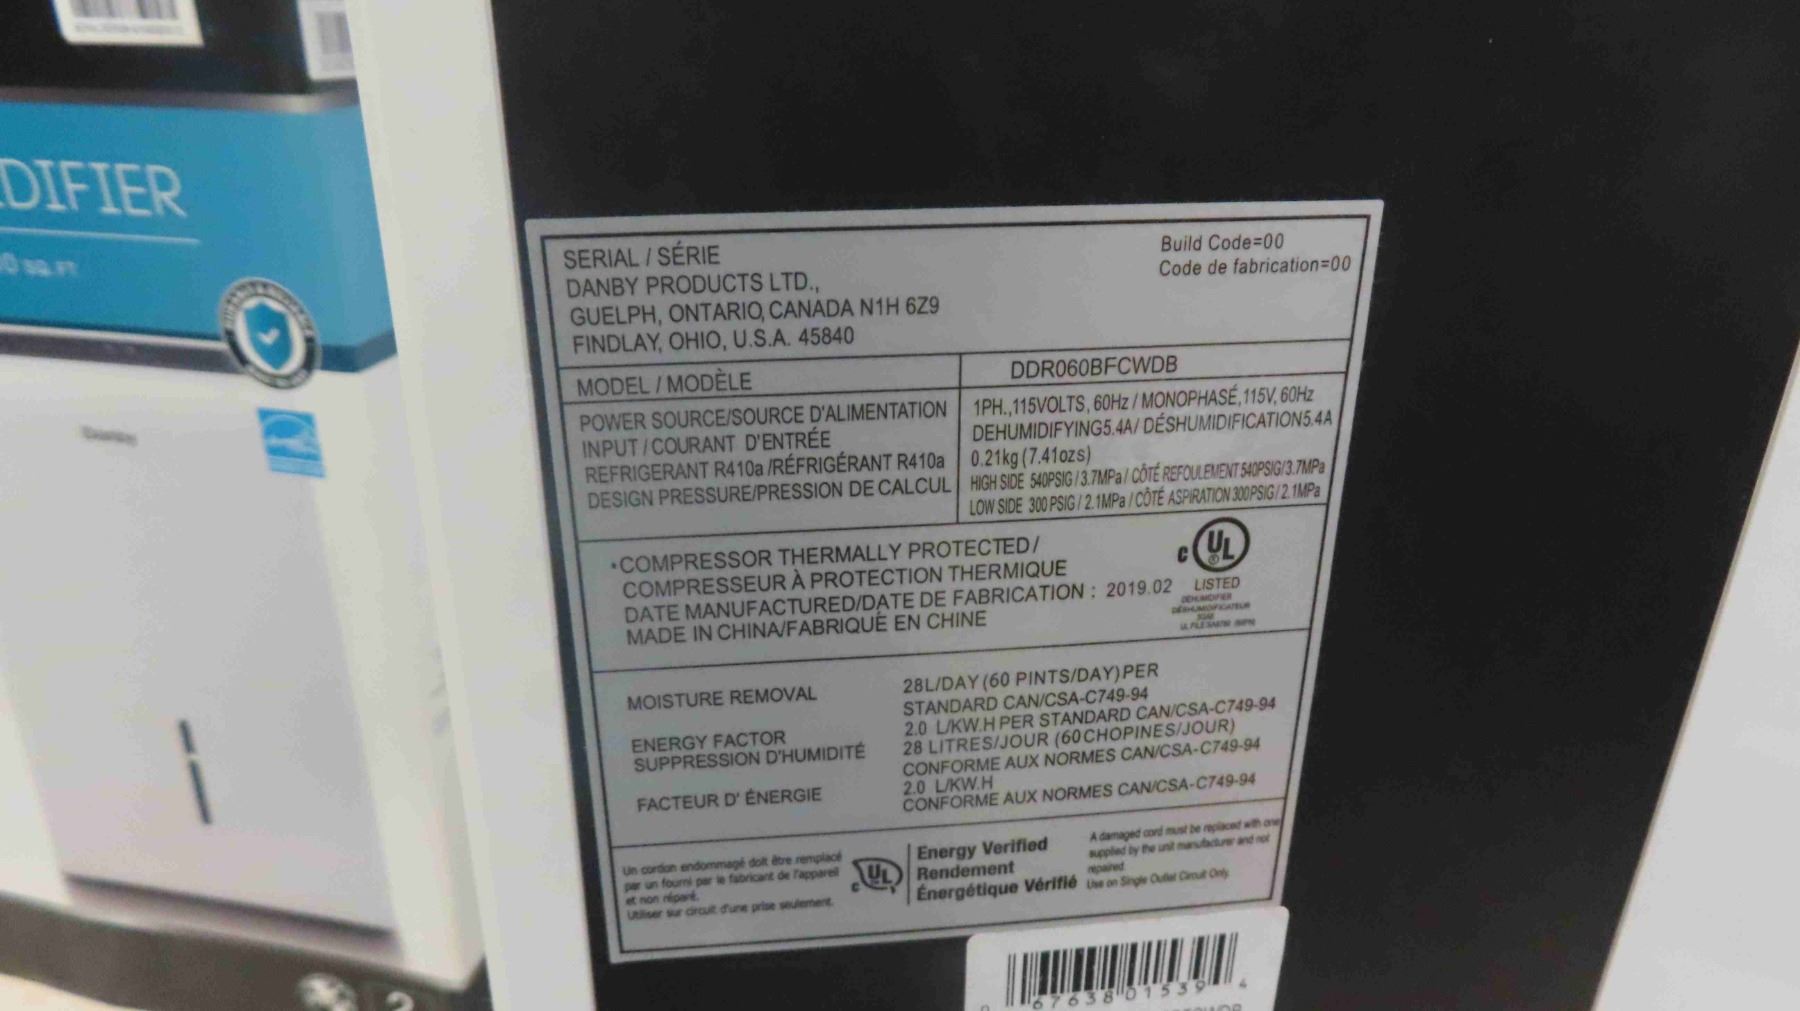 DIFIER
SERIAL / SÉRIE
DANBY PRODUCTS LTD.,
GUELPH, ONTARIO, CANADA N1H 6Z9
FINDLAY, OHIO, U.S.A. 45840
Build Code=00
Code de fabrication=00
MODEL / MODÈLE
DDR060BFCWDB
POWER SOURCE/SOURCE D'ALIMENTATION
1PH.,115VOLTS, 60Hz / MONOPHASÉ,115V, 60Hz
INPUT / COURANT D'ENTRÉE
DEHUMIDIFYING5.4A/ DÉSHUMIDIFICATION5.4A
REFRIGERANT R410a /RÉFRIGÉRANT R410a
0.21kg (7.41ozs)
DESIGN PRESSURE/PRESSION DE CALCUL
HIGH SIDE 540PSIG / 3.7MPa / CÔTÉ REFOULEMENT 540PSIG/3.7MPa
LOW SIDE 300 PSIG / 2.1MPa / CÔTÉ ASPIRATION 300PSIG/ 2.1MPa
•COMPRESSOR THERMALLY PROTECTED/
COMPRESSEUR À PROTECTION THERMIQUE
DATE MANUFACTURED/DATE DE FABRICATION : 2019.02
MADE IN CHINA/FABRIQUÉ EN CHINE
c UL
LISTED
DEHUMIDIFIER
DÉSHUMIDIFICATEUR
MOISTURE REMOVAL
28L/DAY (60 PINTS/DAY) PER
STANDARD CAN/CSA-C749-94
ENERGY FACTOR
2.0 L/KW.H PER STANDARD CAN/CSA-C749-94
SUPPRESSION D'HUMIDITÉ
28 LITRES/JOUR (60 CHOPINES/JOUR)
CONFORME AUX NORMES CAN/CSA-C749-94
FACTEUR D' ÉNERGIE
2.0 L/KW.H
CONFORME AUX NORMES CAN/CSA-C749-94
Un cordon endommagé doit être remplacé
par un fourni par le fabricant de l'appareil
et non réparé.
Utiliser sur circuit d'une prise seulement.
c UL
Energy Verified
Rendement
Énergétique Vérifié
A damaged cord must be replaced with one
supplied by the unit manufacturer and not
repaired.
Use on Single Outlet Circuit Only.
0 67638 01539 4